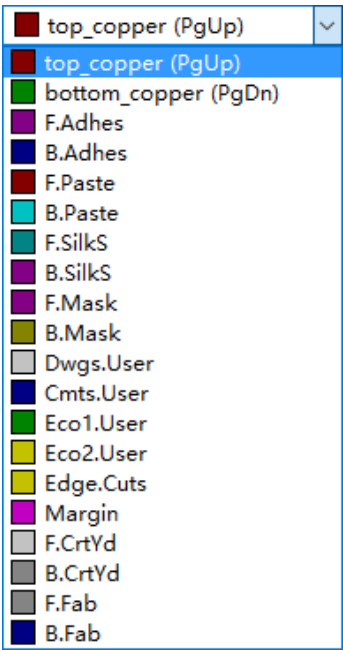 top_copper (PgUp)
top_copper (PgUp)
bottom_copper (PgDn)
F.Adhes
B.Adhes
F.Paste
B.Paste
F.SilkS
B.SilkS
F.Mask
B.Mask
Dwgs.User
Cmts.User
Eco1.User
Eco2.User
Edge.Cuts
Margin
F.CrtYd
B.CrtYd
F.Fab
B.Fab